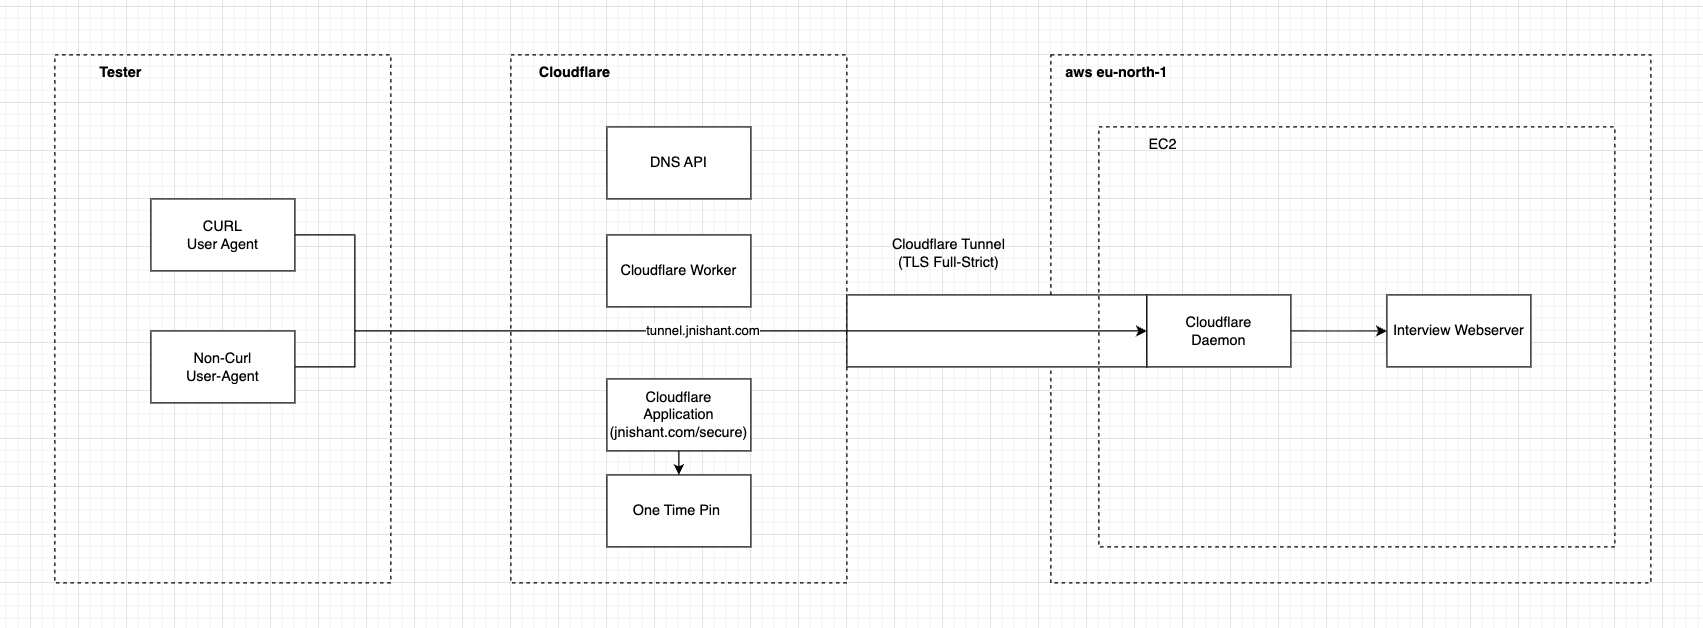 Tester
Cloudflare
aws eu-north-1
EC2
DNS API
CURL
User Agent
Cloudflare Worker
Cloudflare Tunnel
(TLS Full-Strict)
tunnel.jnishant.com
Cloudflare
Daemon
Interview Webserver
Non-Curl
User-Agent
Cloudflare
Application
(jnishant.com/secure)
One Time Pin